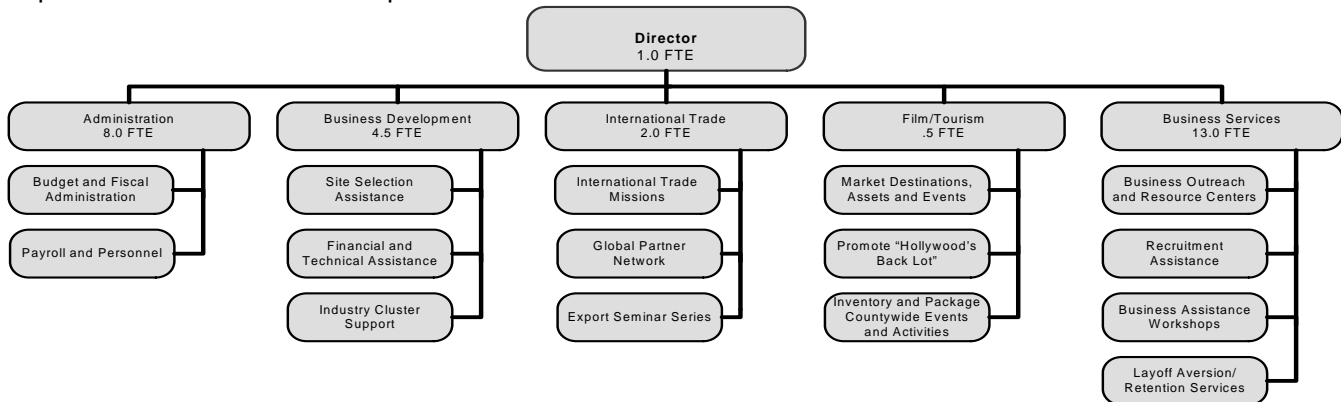 Director
1.0 FTE
Administration
8.0 FTE
Business Development
4.5 FTE
International Trade
2.0 FTE
Film/Tourism
.5 FTE
Business Services
13.0 FTE
Budget and Fiscal
Administration
Payroll and Personnel
Site Selection
Assistance
Financial and
Technical Assistance
Industry Cluster
Support
International Trade
Missions
Global Partner
Network
Export Seminar Series
Market Destinations,
Assets and Events
Promote “Hollywood’s
Back Lot”
Inventory and Package
Countywide Events
and Activities
Business Outreach
and Resource Centers
Recruitment
Assistance
Business Assistance
Workshops
Layoff Aversion/
Retention Services